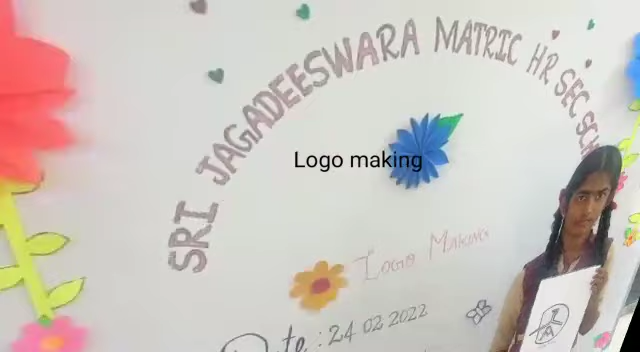 SRI JAGADEESWARA MATRIC HR SEC SCH
Logo making
LOGO MAKING
Date : 24 02 2022